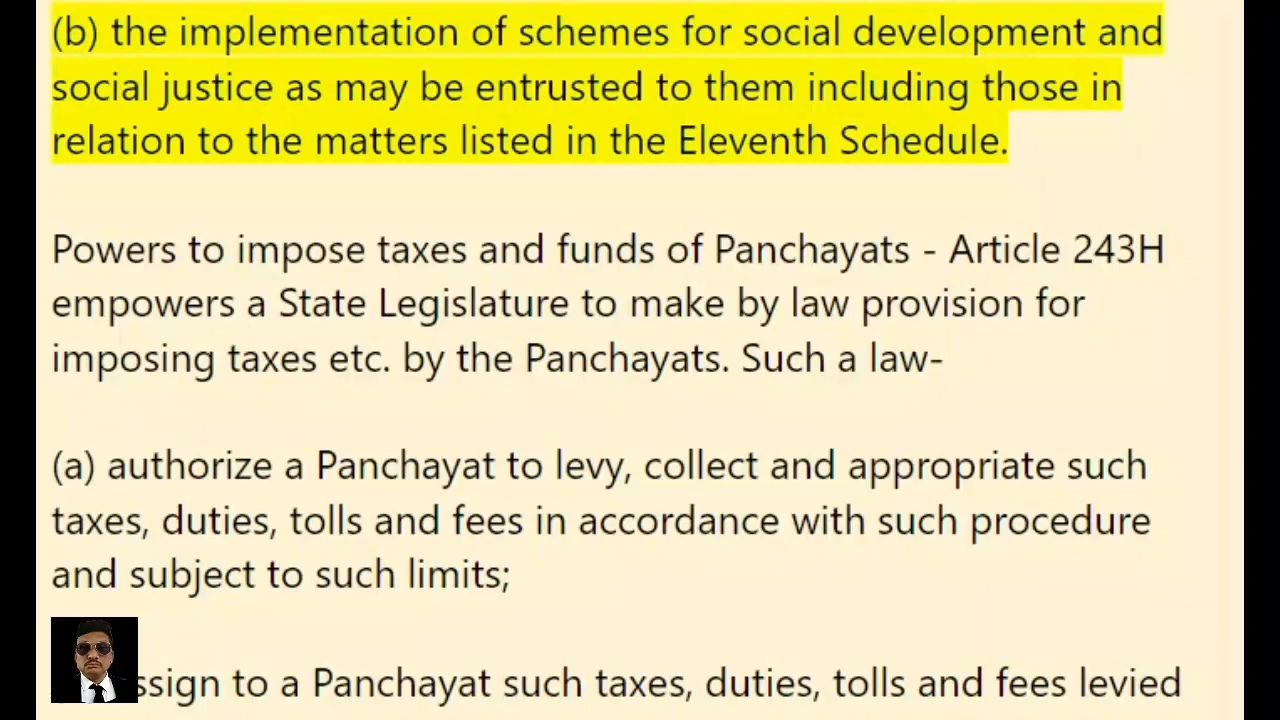 (b) the implementation of schemes for social development and
social justice as may be entrusted to them including those in
relation to the matters listed in the Eleventh Schedule.
Powers to impose taxes and funds of Panchayats - Article 243H
empowers a State Legislature to make by law provision for
imposing taxes etc. by the Panchayats. Such a law-
(a) authorize a Panchayat to levy, collect and appropriate such
taxes, duties, tolls and fees in accordance with such procedure
and subject to such limits;
to a Panchayat such taxes, duties, tolls and fees levied